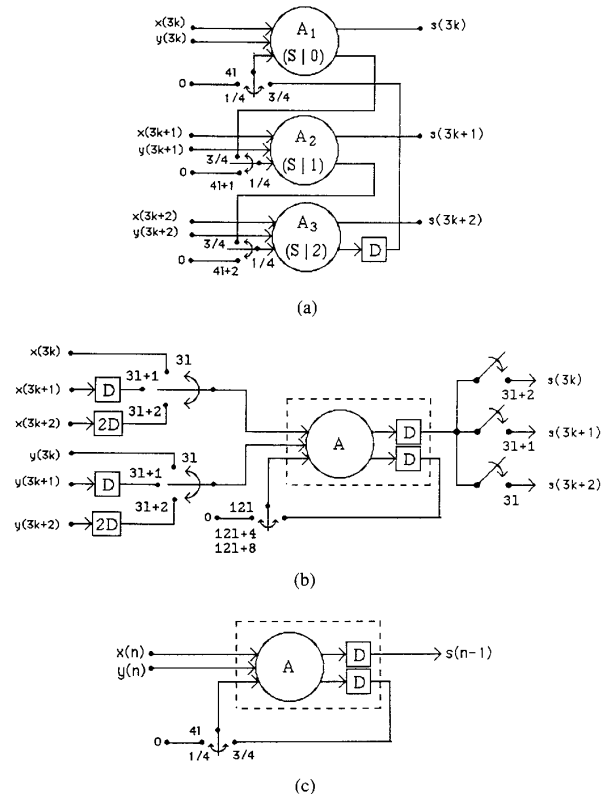 x(3k)
y(3k)
A1
(S|0)
s(3k)
4l
0
1/4
3/4
x(3k+1)
y(3k+1)
A2
(S|1)
s(3k+1)
3/4
0
4l+1
1/4
x(3k+2)
y(3k+2)
A3
(S|2)
s(3k+2)
3/4
D
0
4l+2
1/4
(a)
x(3k)
3l
x(3k+1)
D
3l+1
x(3k+2)
2D
3l+2
y(3k)
3l
y(3k+1)
D
3l+1
y(3k+2)
2D
3l+2
A
D
D
0
12l
12l+4
12l+8
s(3k)
3l+2
s(3k+1)
3l+1
s(3k+2)
3l
(b)
x(n)
y(n)
A
D
D
s(n-1)
0
4l
1/4
3/4
(c)